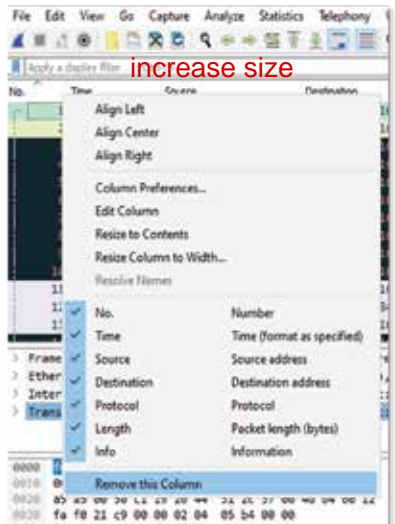 File Edit View Go Capture Analyze Statistics Telephony
Apply a display filter
increase size
No. Time Source Destination
Align Left
Align Center
Align Right
Column Preferences...
Edit Column
Resize to Contents
Resize Column to Width...
Resolve Names
No. Number
Time Time (format as specified)
Source Source address
Destination Destination address
Protocol Protocol
Length Packet length (bytes)
Info Information
Remove this Column
Frame
Ether
Inter
Trans
0000
0010
0020
0030 fa f0 21 c9 00 00 02 04 05 b4 00 00